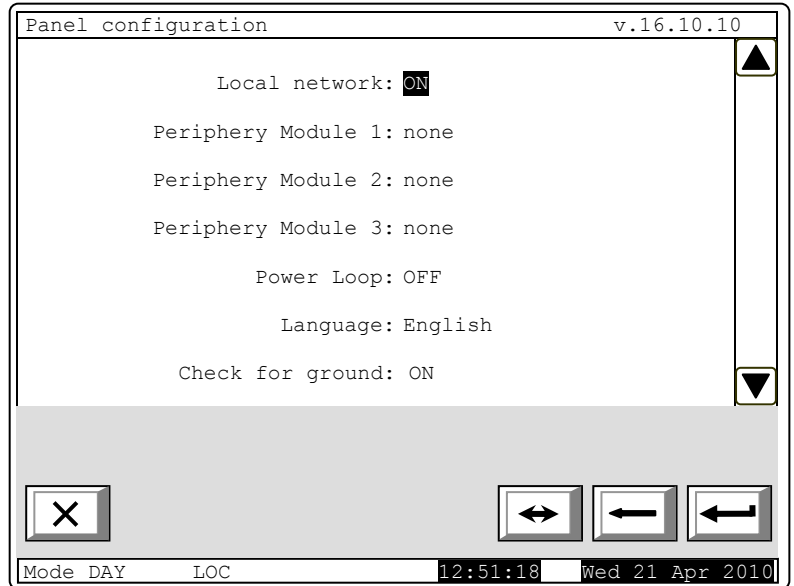 Panel configuration v.16.10.10
Local network: ON
Periphery Module 1: none
Periphery Module 2: none
Periphery Module 3: none
Power Loop: OFF
Language: English
Check for ground: ON
Mode DAY LOC 12:51:18 Wed 21 Apr 2010